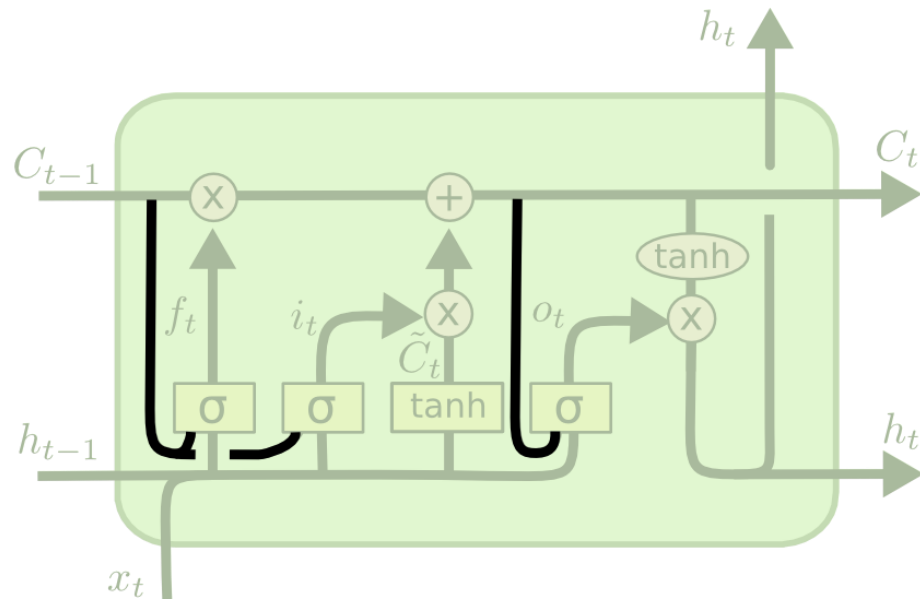 h_t
C_{t-1}
C_t
x
+
tanh
f_t
i_t
x
o_t
x
C̃_t
σ
σ
tanh
σ
h_{t-1}
h_t
x_t